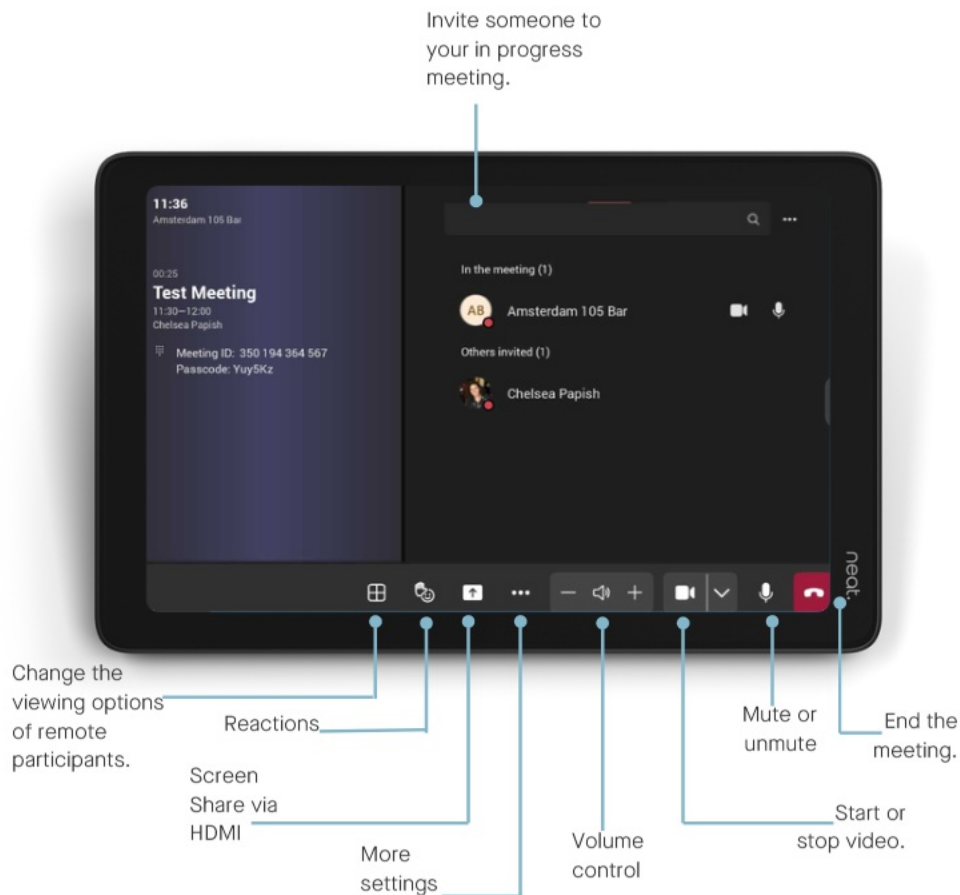 Invite someone to
your in progress
meeting.
11:36
Amsterdam 105 Bar
00:25
Test Meeting
11:30—12:00
Chelsea Papish
Meeting ID: 350 194 364 567
Passcode: Yuy5Kz
In the meeting (1)
AB
Amsterdam 105 Bar
Others invited (1)
Chelsea Papish
neat.
Change the
viewing options
of remote
participants.
Reactions
Screen
Share via
HDMI
More
settings
Volume
control
Mute or
unmute
Start or
stop video.
End the
meeting.